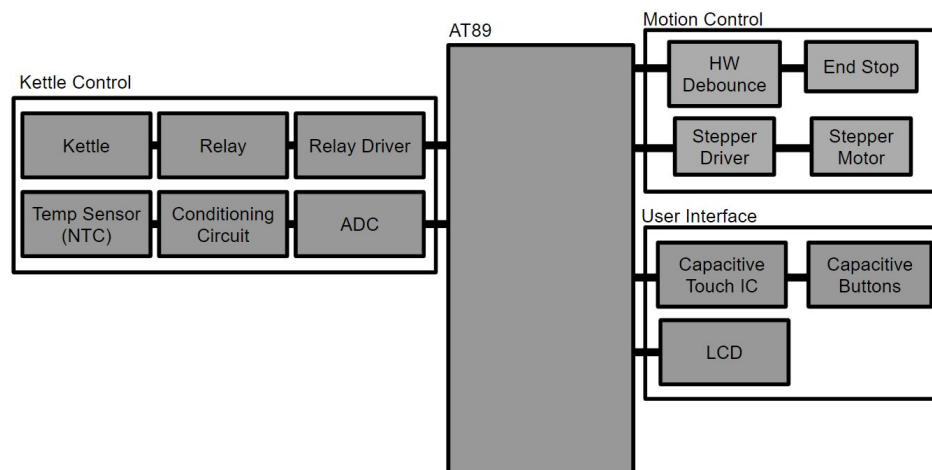 AT89
Motion Control
HW
Debounce
End Stop
Stepper
Driver
Stepper
Motor
Kettle Control
Kettle
Relay
Relay Driver
Temp Sensor
(NTC)
Conditioning
Circuit
ADC
User Interface
Capacitive
Touch IC
Capacitive
Buttons
LCD